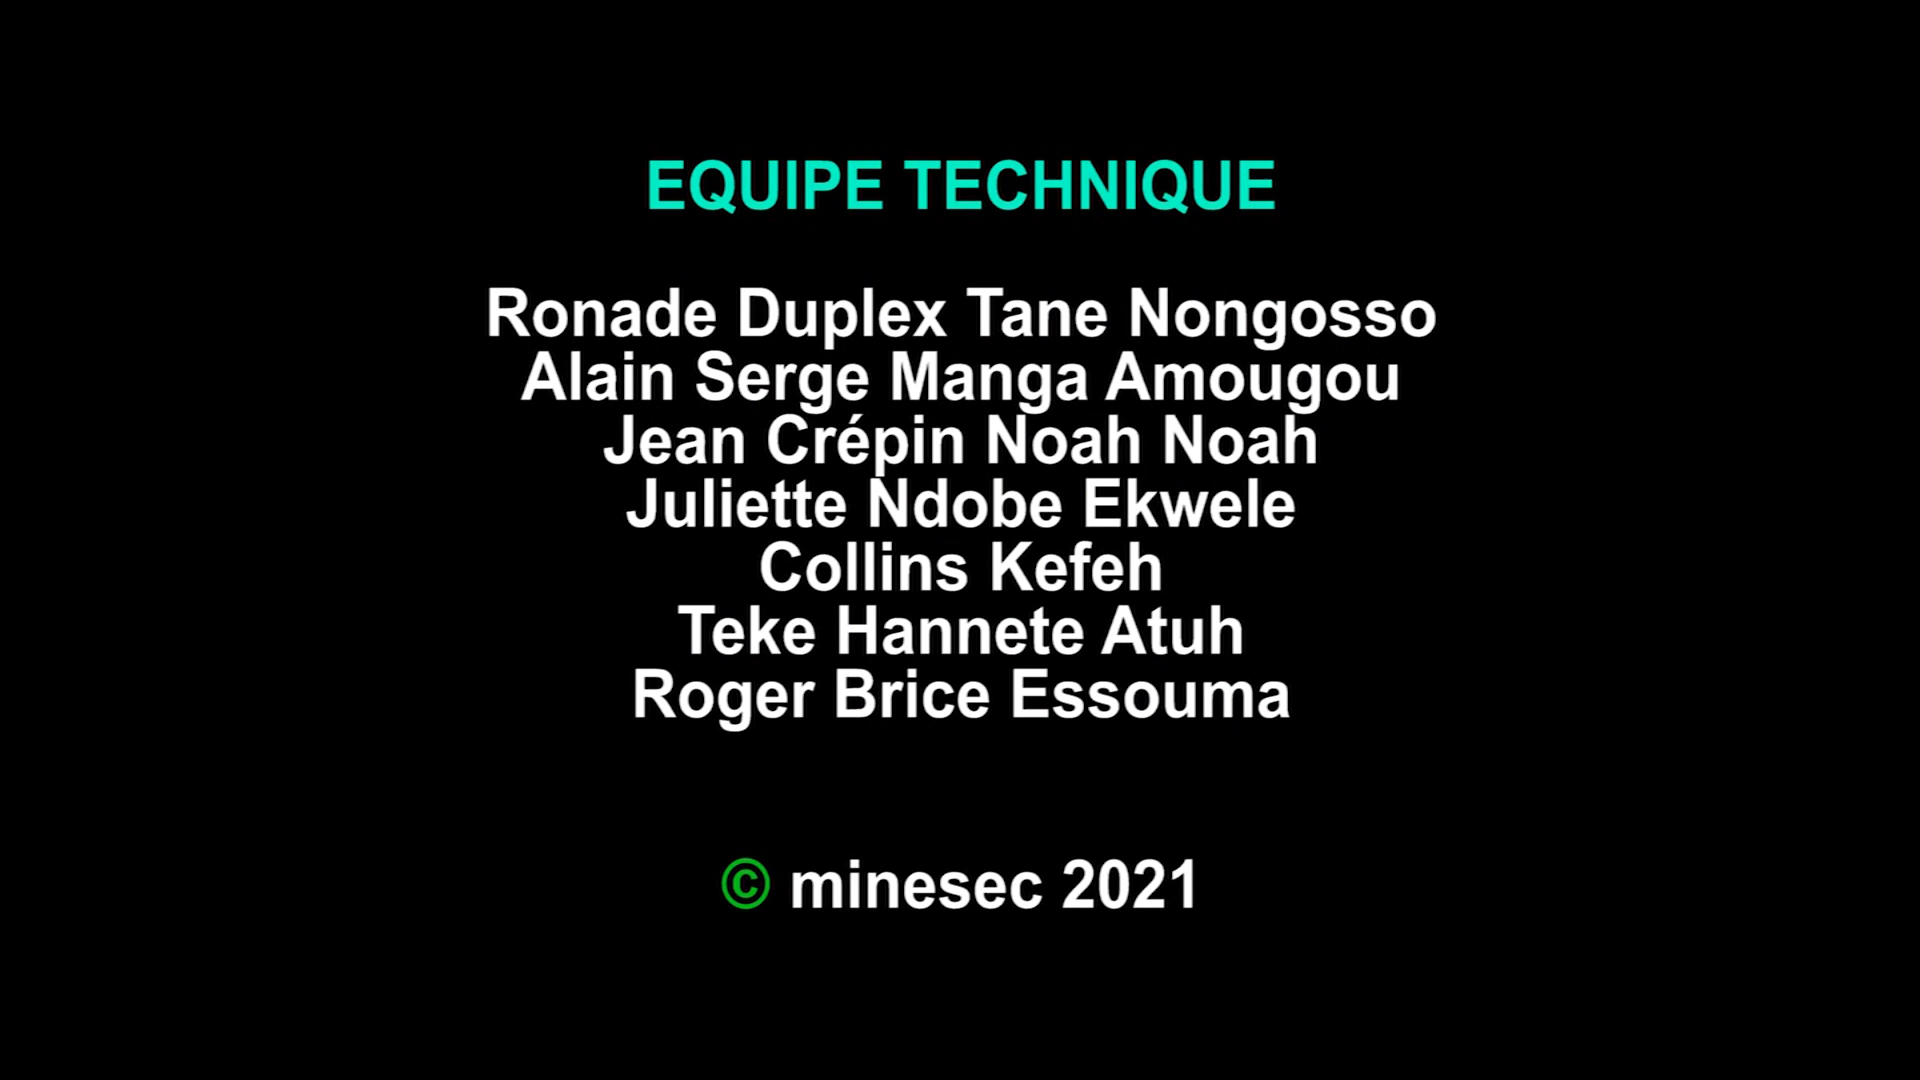 EQUIPE TECHNIQUE
Ronade Duplex Tane Nongosso
Alain Serge Manga Amougou
Jean Crépin Noah Noah
Juliette Ndobe Ekwele
Collins Kefeh
Teke Hannete Atuh
Roger Brice Essouma
© minesec 2021